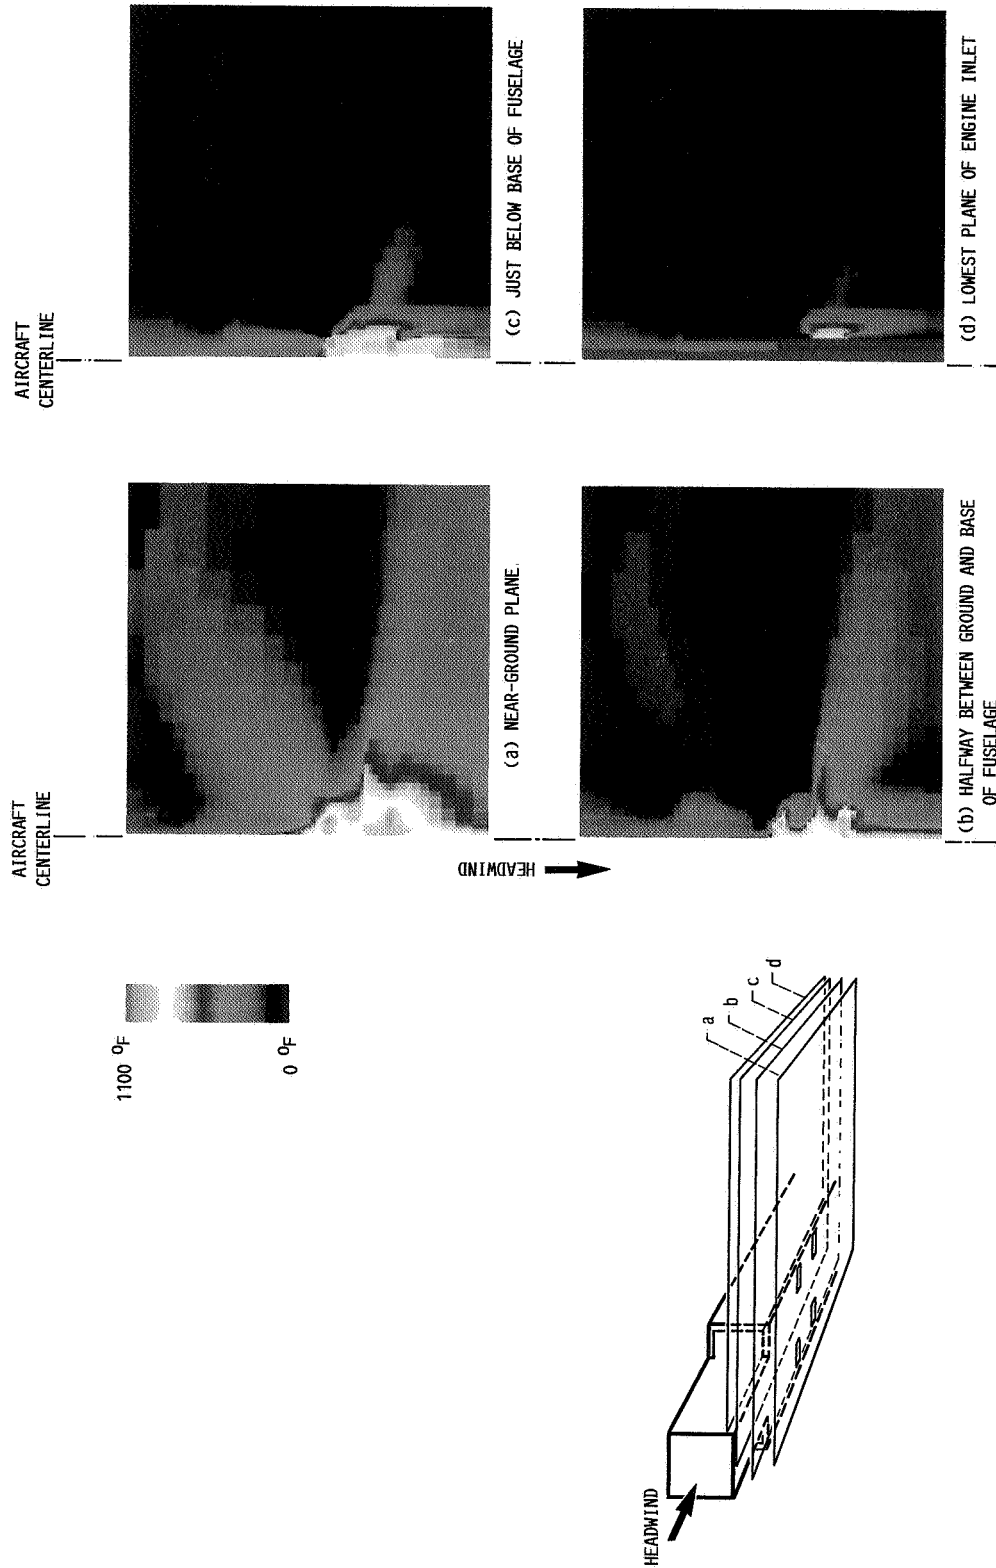 HEADWIND
a
b
c
d
1100 °F
0 °F
AIRCRAFT
CENTERLINE
HEADWIND
(a) NEAR-GROUND PLANE.
(b) HALFWAY BETWEEN GROUND AND BASE
OF FUSELAGE
AIRCRAFT
CENTERLINE
(c) JUST BELOW BASE OF FUSELAGE
(d) LOWEST PLANE OF ENGINE INLET